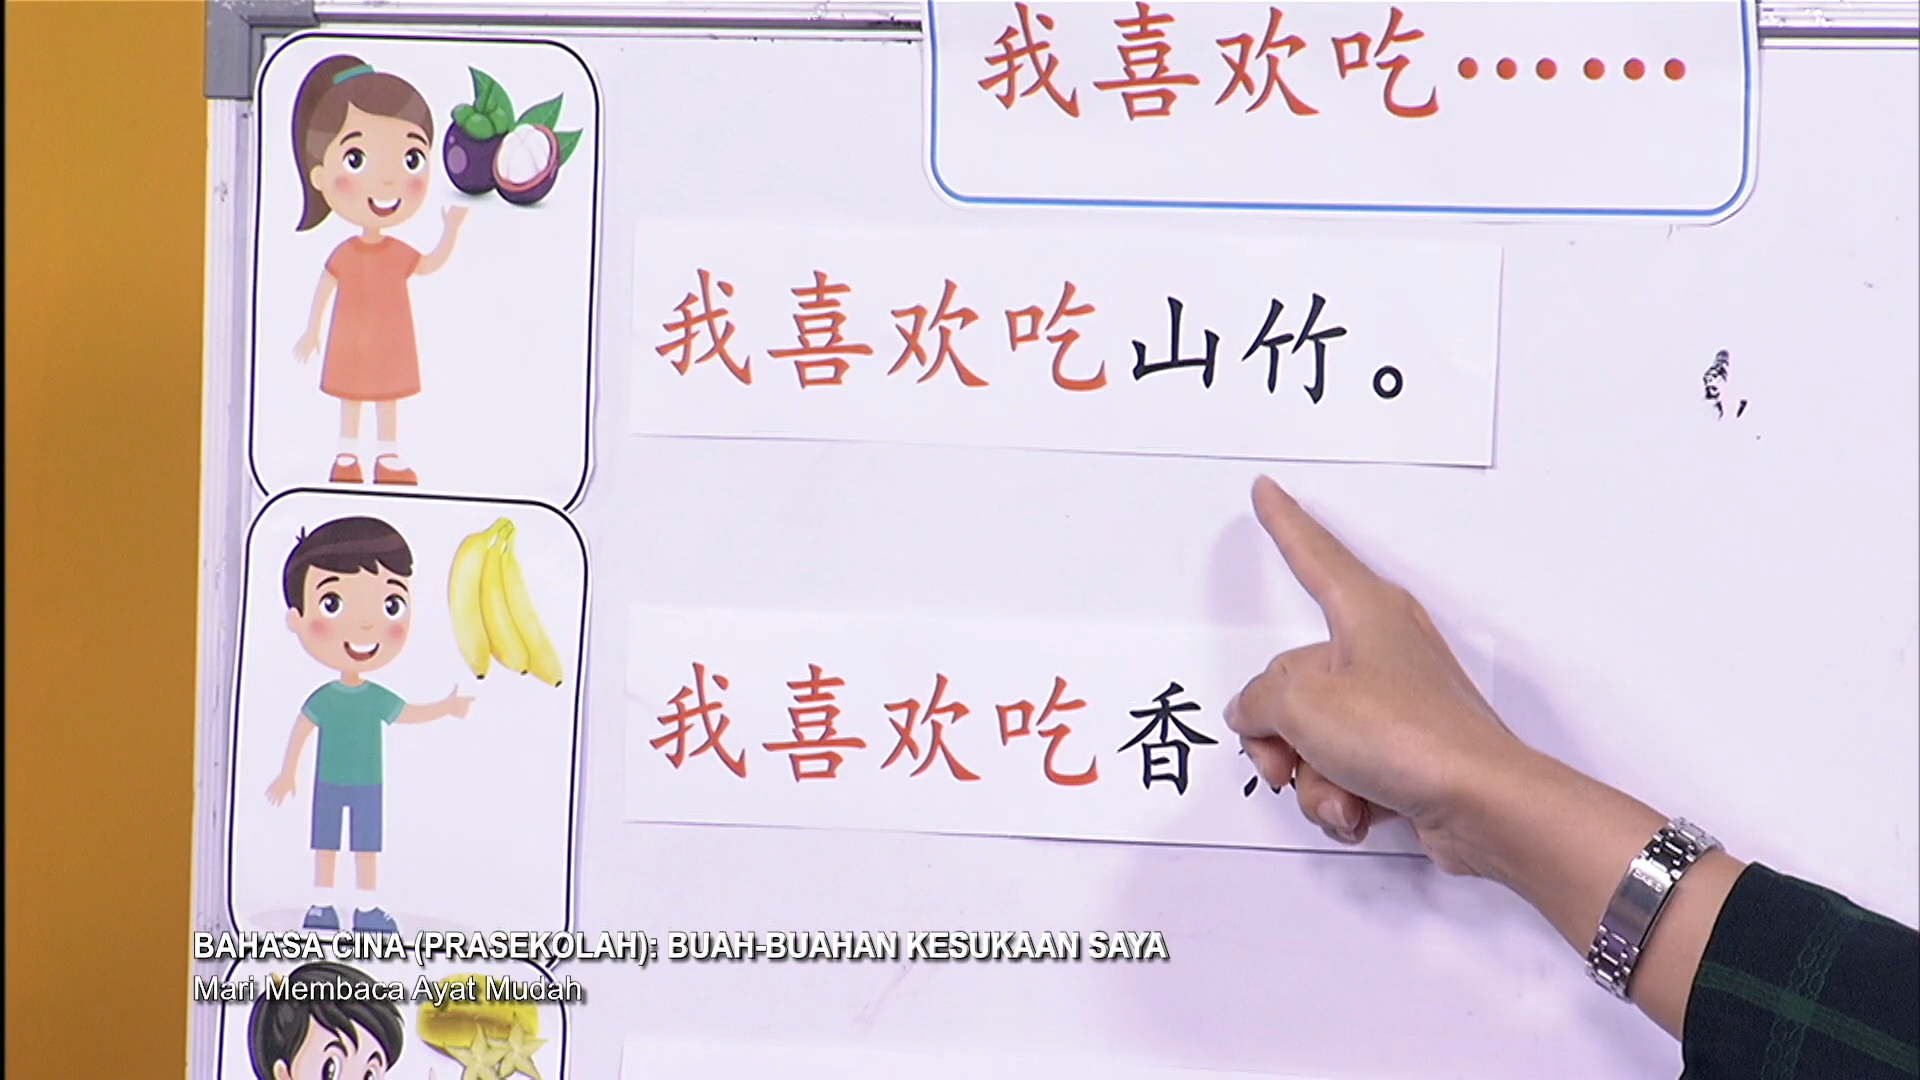 我喜欢吃……
我喜欢吃山竹。
我喜欢吃香
BAHASA CINA (PRASEKOLAH): BUAH-BUAHAN KESUKAAN SAYA
Mari Membaca Ayat Mudah